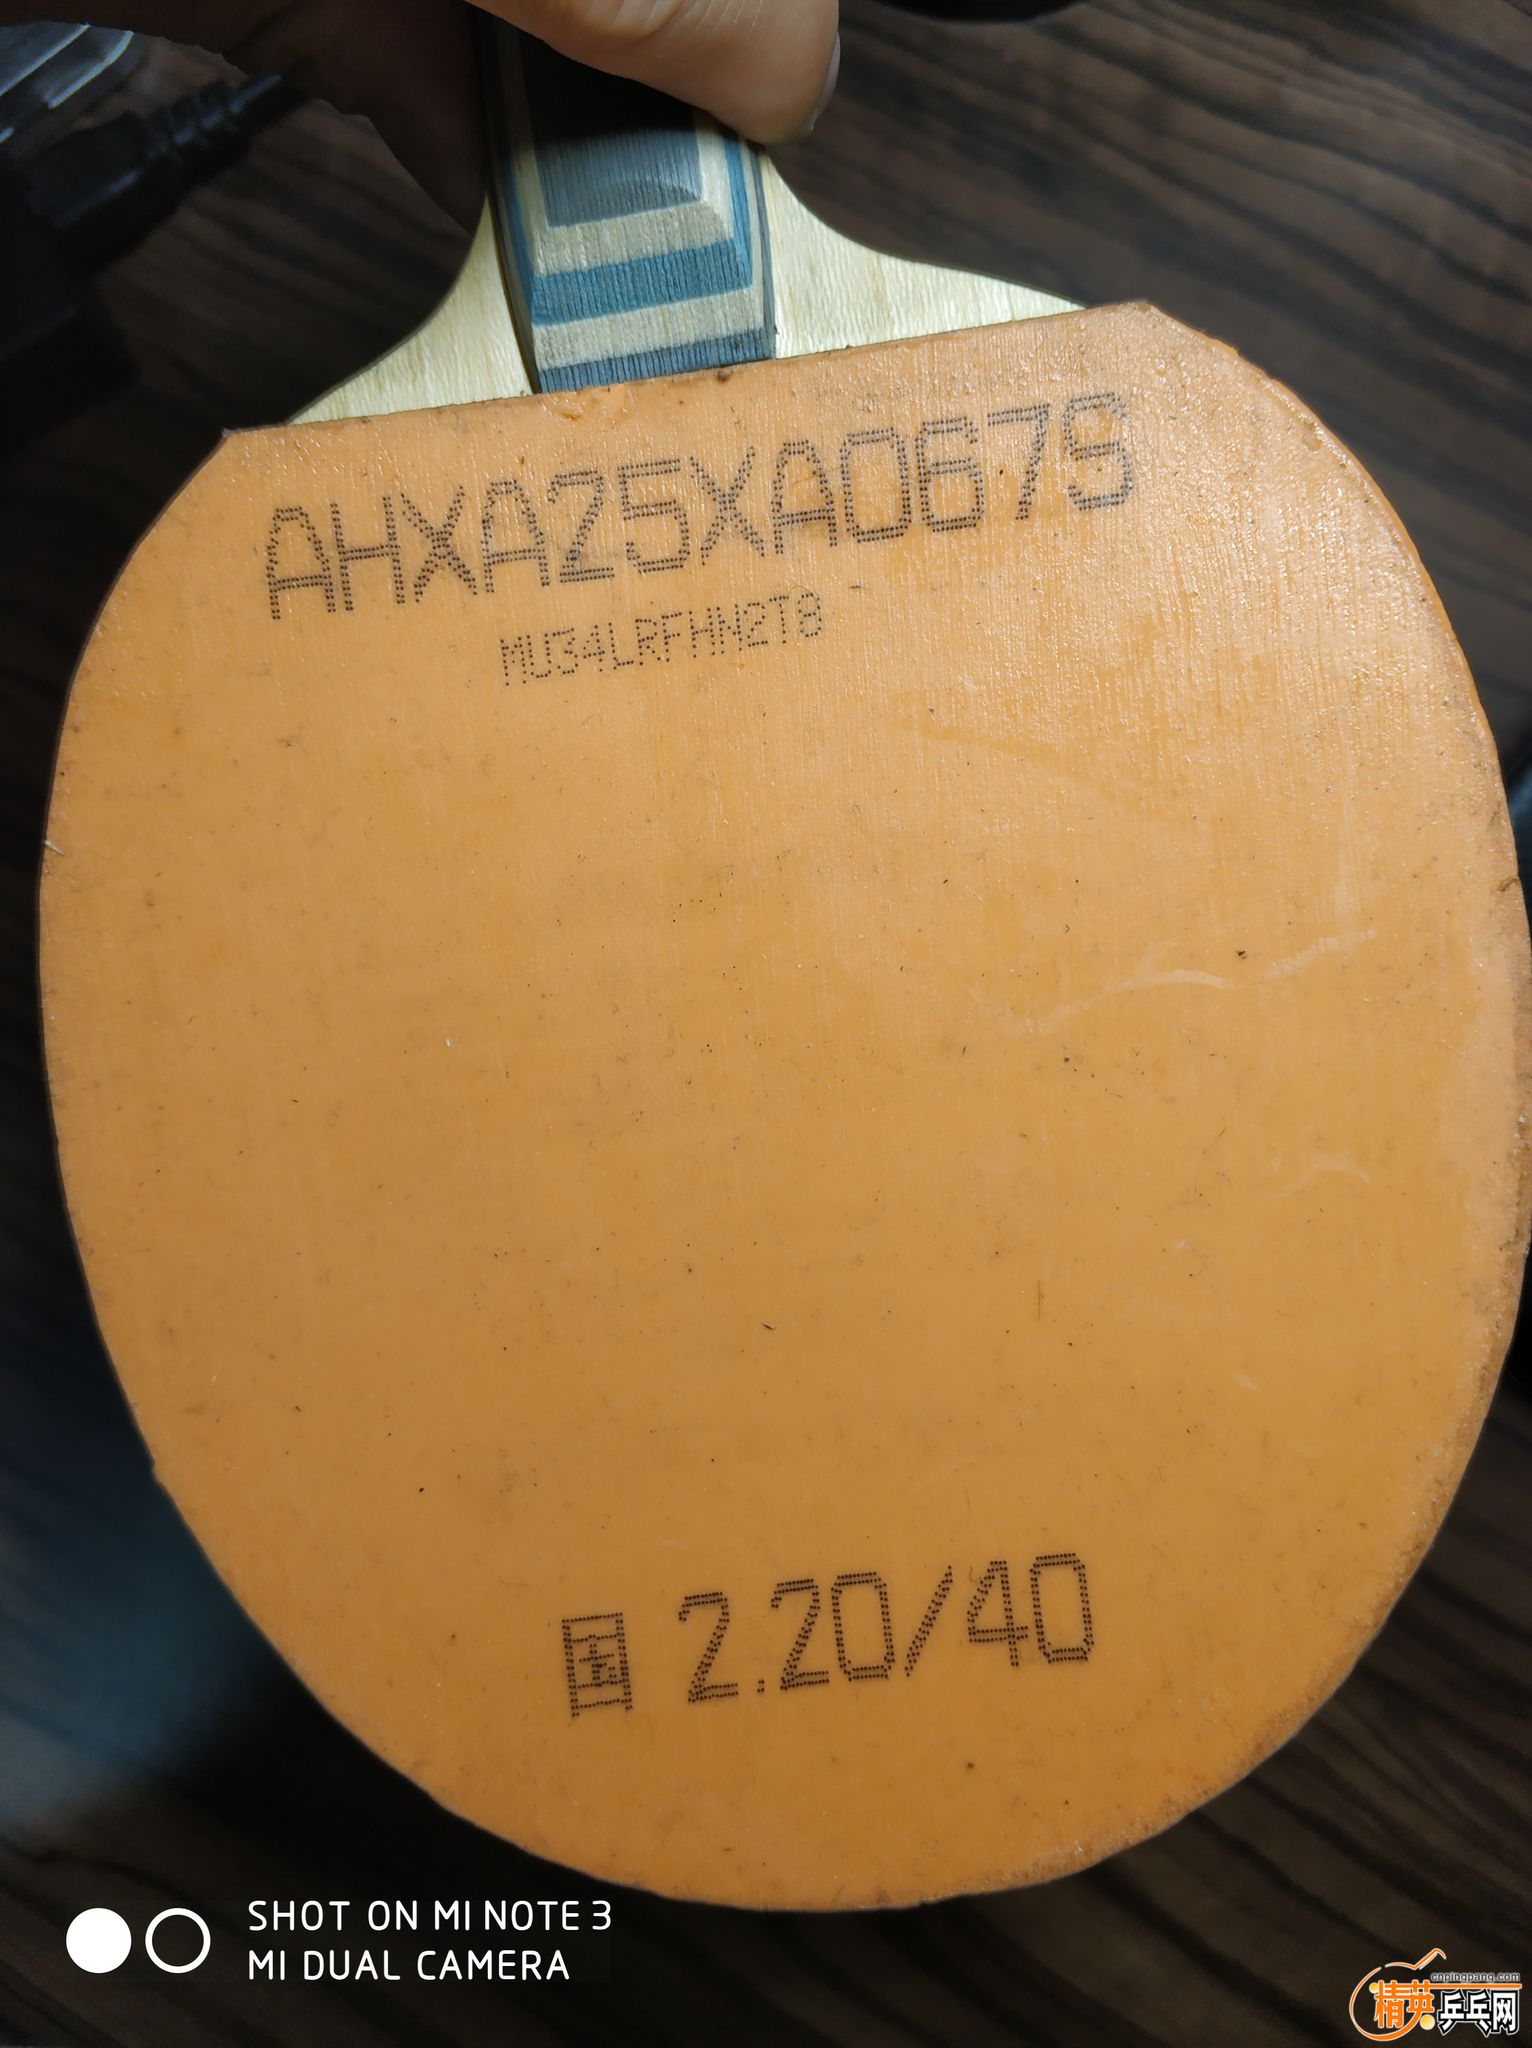 AHXA25XA0679
MU34LRFHN2T8
国 2.20/40
SHOT ON MI NOTE 3
MI DUAL CAMERA
cnpingpang.com
精英乒乓网